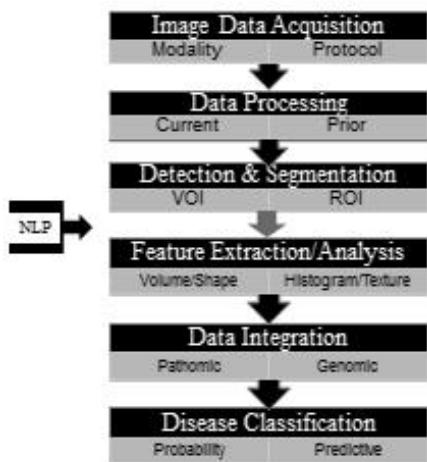 Image Data Acquisition
Modality Protocol
Data Processing
Current Prior
Detection & Segmentation
VOI ROI
NLP
Feature Extraction/Analysis
Volume/Shape Histogram/Texture
Data Integration
Pathomic Genomic
Disease Classification
Probability Predictive